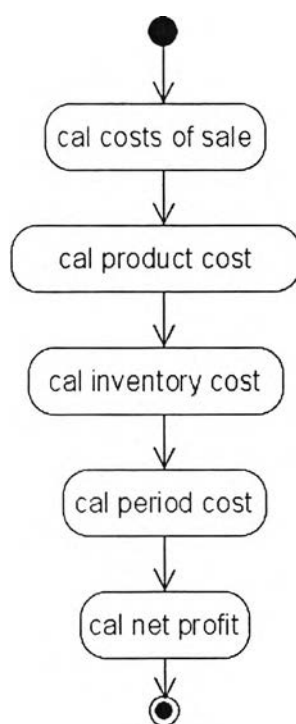 cal costs of sale
cal product cost
cal inventory cost
cal period cost
cal net profit